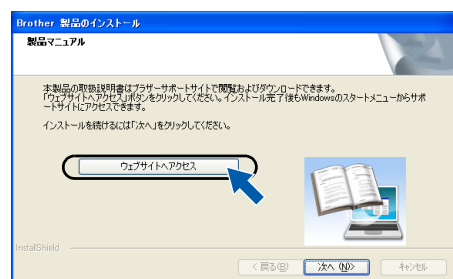 Brother 製品のインストール
製品マニュアル
本製品の取扱説明書はブラザーサポートサイトで閲覧およびダウンロードできます。
「ウェブサイトへアクセス」ボタンをクリックしてください。インストール完了後もWindowsのスタートメニューからサポ
ートサイトにアクセスできます。
インストールを続けるには「次へ」をクリックしてください。
ウェブサイトへアクセス
InstallShield
< 戻る(B)
次へ (N)>
キャンセル